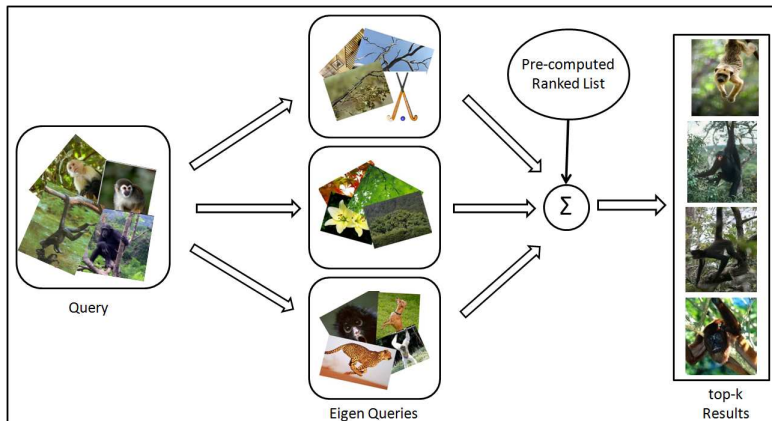 Pre-computed
Ranked List
Σ
Query
Eigen Queries
top-k
Results